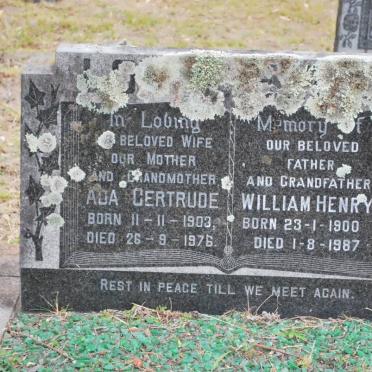 In Loving
Beloved Wife
Our Mother
And Grandmother
Ada Gertrude
Born 11-11-1903.
Died 26-9-1976.
Memory of
Our Beloved
Father
And Grandfather
William Henry
Born 23-1-1900
Died 1-8-1987
Rest in Peace Till We Meet Again.